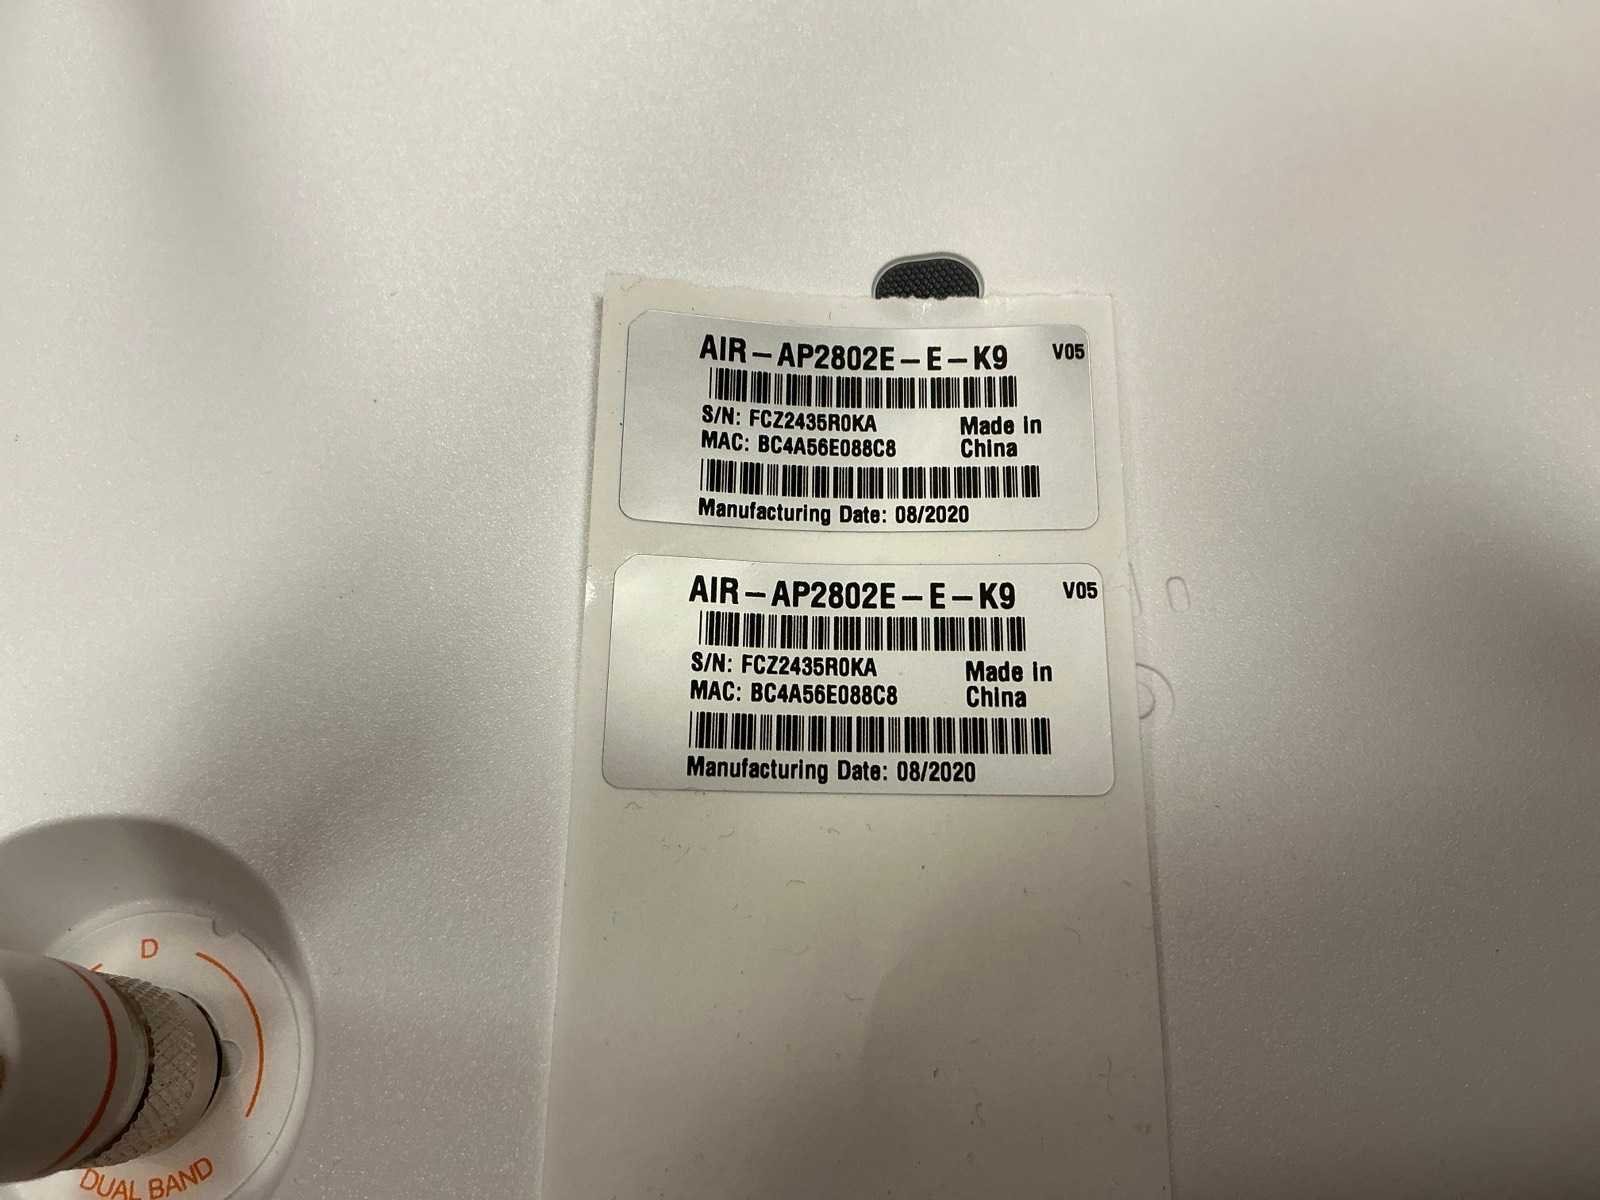 AIR-AP2802E-E-K9 V05
S/N: FCZ2435R0KA Made in
MAC: BC4A56E088C8 China
Manufacturing Date: 08/2020
AIR-AP2802E-E-K9 V05
S/N: FCZ2435R0KA Made in
MAC: BC4A56E088C8 China
Manufacturing Date: 08/2020
D
DUAL BAND